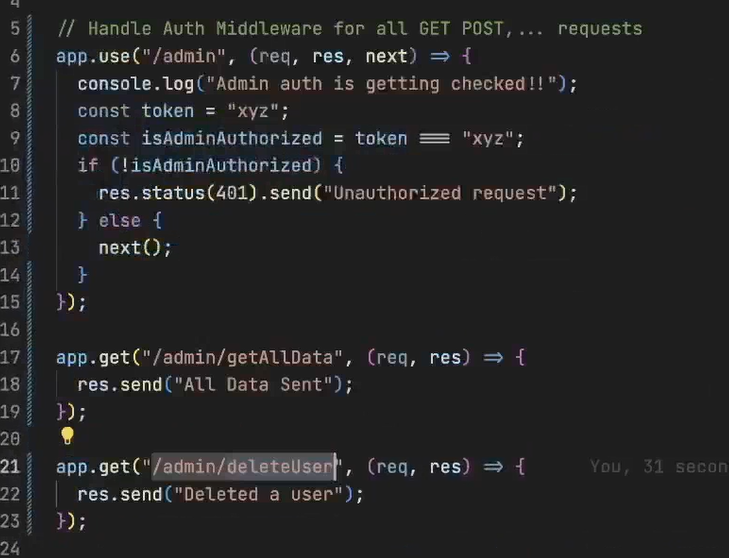 4
5 // Handle Auth Middleware for all GET POST,... requests
6 app.use("/admin", (req, res, next) => {
7 console.log("Admin auth is getting checked!!");
8 const token = "xyz";
9 const isAdminAuthorized = token === "xyz";
10 if (!isAdminAuthorized) {
11 res.status(401).send("Unauthorized request");
12 } else {
13 next();
14 }
15 });
16
17 app.get("/admin/getAllData", (req, res) => {
18 res.send("All Data Sent");
19 });
20
21 app.get("/admin/deleteUser", (req, res) => { You, 31 secon
22 res.send("Deleted a user");
23 });
24